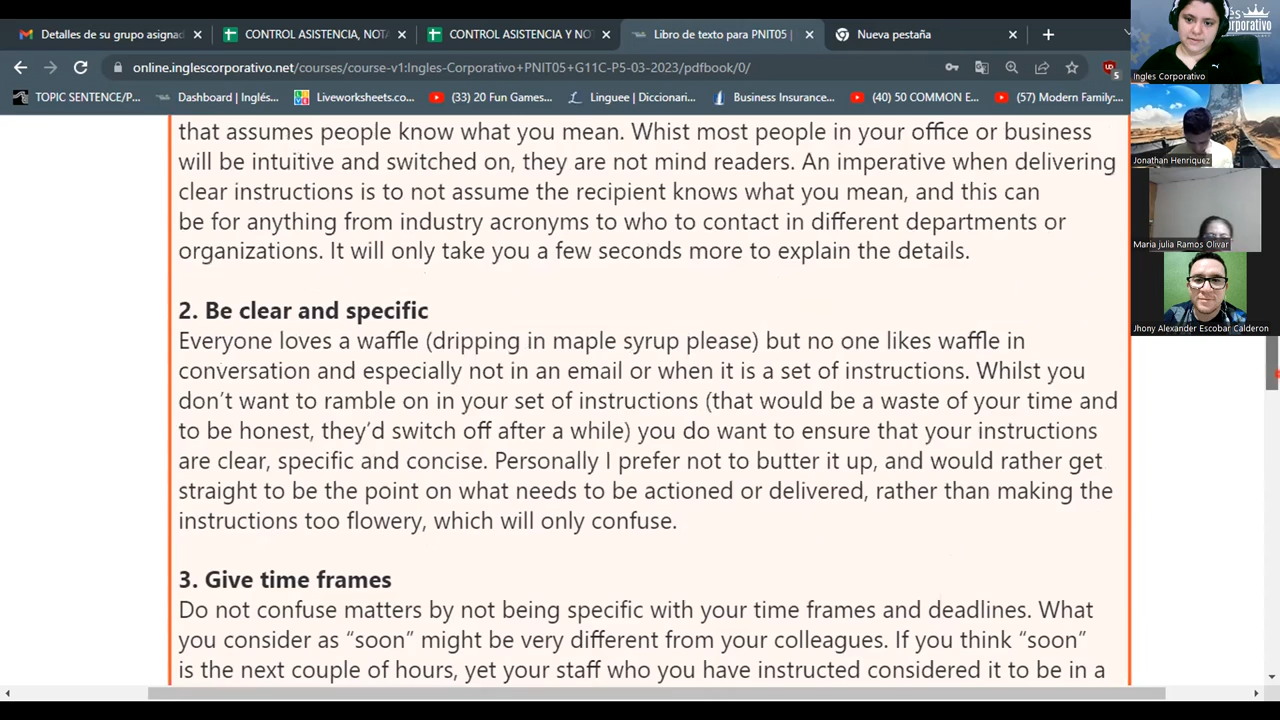 Detalles de su grupo asignad
CONTROL ASISTENCIA, NOTA
CONTROL ASISTENCIA Y NOT
Libro de texto para PNIT05 |
Nueva pestaña
online.inglescorporativo.net/courses/course-v1:Ingles-Corporativo+PNIT05+G11C-P5-03-2023/pdfbook/0/
5
TOPIC SENTENCE/P...
Dashboard | Inglés...
Liveworksheets.co...
(33) 20 Fun Games...
Linguee | Diccionari...
Business Insurance...
(40) 50 COMMON E...
(57) Modern Family:...
Ingles Corporativo
Jonathan Henriquez
Maria julia Ramos Olivar
Jhony Alexander Escobar Calderon
that assumes people know what you mean. Whist most people in your office or business
will be intuitive and switched on, they are not mind readers. An imperative when delivering
clear instructions is to not assume the recipient knows what you mean, and this can
be for anything from industry acronyms to who to contact in different departments or
organizations. It will only take you a few seconds more to explain the details.
2. Be clear and specific
Everyone loves a waffle (dripping in maple syrup please) but no one likes waffle in
conversation and especially not in an email or when it is a set of instructions. Whilst you
don't want to ramble on in your set of instructions (that would be a waste of your time and
to be honest, they'd switch off after a while) you do want to ensure that your instructions
are clear, specific and concise. Personally I prefer not to butter it up, and would rather get
straight to be the point on what needs to be actioned or delivered, rather than making the
instructions too flowery, which will only confuse.
3. Give time frames
Do not confuse matters by not being specific with your time frames and deadlines. What
you consider as “soon” might be very different from your colleagues. If you think “soon”
is the next couple of hours, yet your staff who you have instructed considered it to be in a